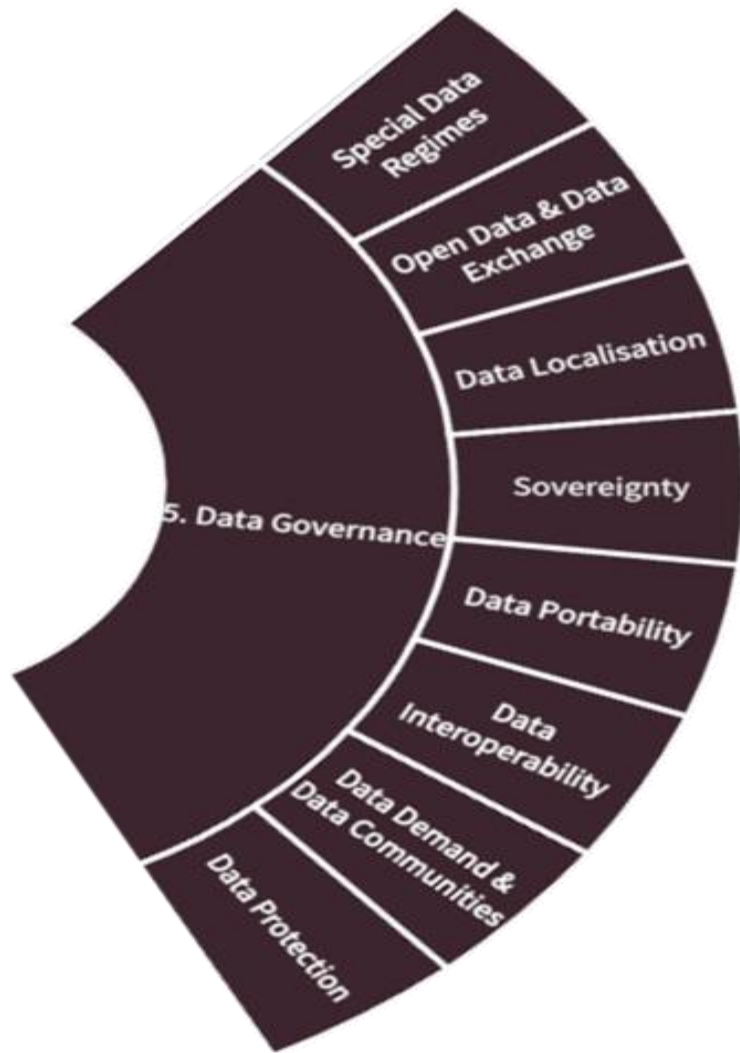 Special Data
Regimes
Open Data & Data
Exchange
Data Localisation
Sovereignty
5. Data Governance
Data Portability
Data
Interoperability
Data Demand &
Data Communities
Data Protection